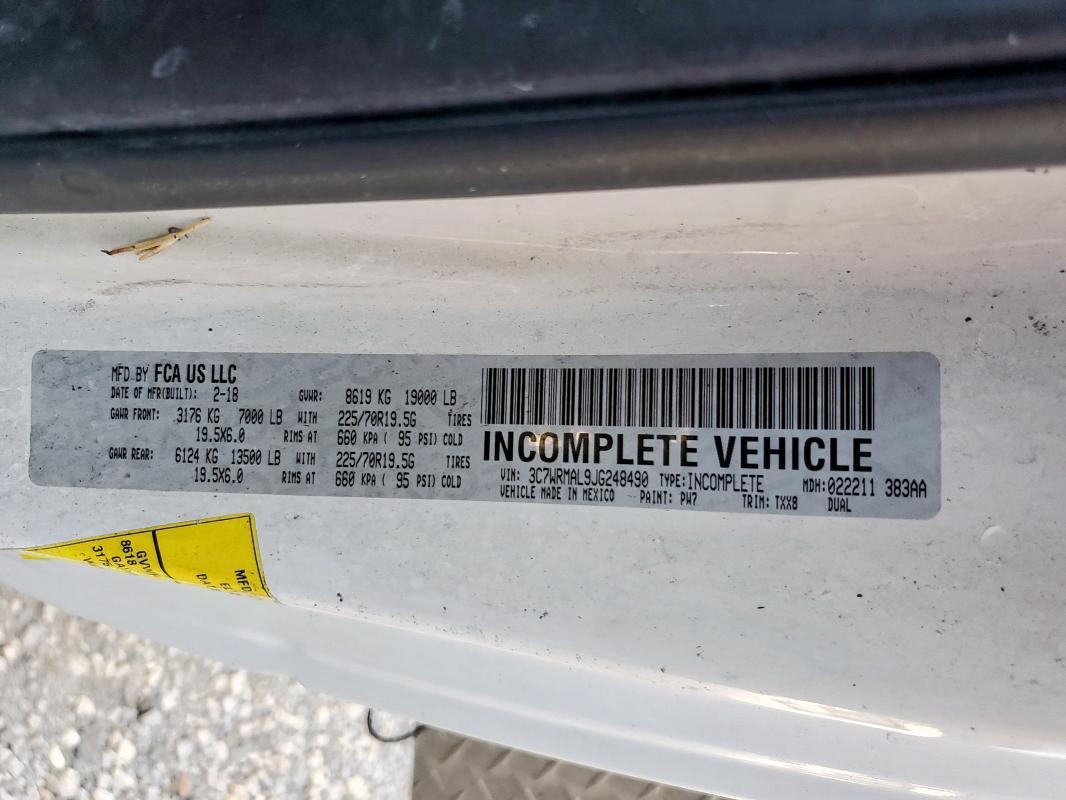 MFD BY FCA US LLC
DATE OF MFR(BUILT): 2-18 GVWR: 8619 KG 19000 LB
GAWR FRONT: 3176 KG 7000 LB WITH 225/70R19.5G TIRES
19.5X6.0 RIMS AT 660 KPA ( 95 PSI) COLD
GAWR REAR: 6124 KG 13500 LB WITH 225/70R19.5G TIRES
19.5X6.0 RIMS AT 660 KPA ( 95 PSI) COLD
INCOMPLETE VEHICLE
VIN: 3C7WRMAL9JG248490 TYPE:INCOMPLETE MDH:022211 383AA
VEHICLE MADE IN MEXICO PAINT: PW7 TRIM: TXX8 DUAL
MFD
GVW
8618
GA